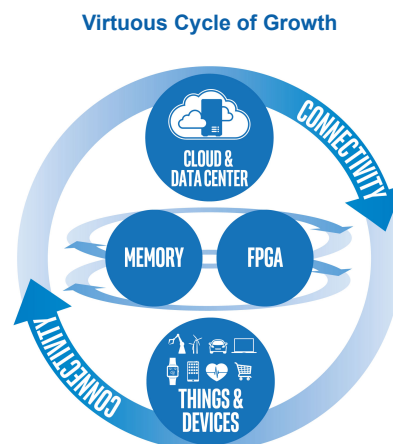 Virtuous Cycle of Growth
CONNECTIVITY
CLOUD &
DATA CENTER
MEMORY
FPGA
CONNECTIVITY
THINGS &
DEVICES